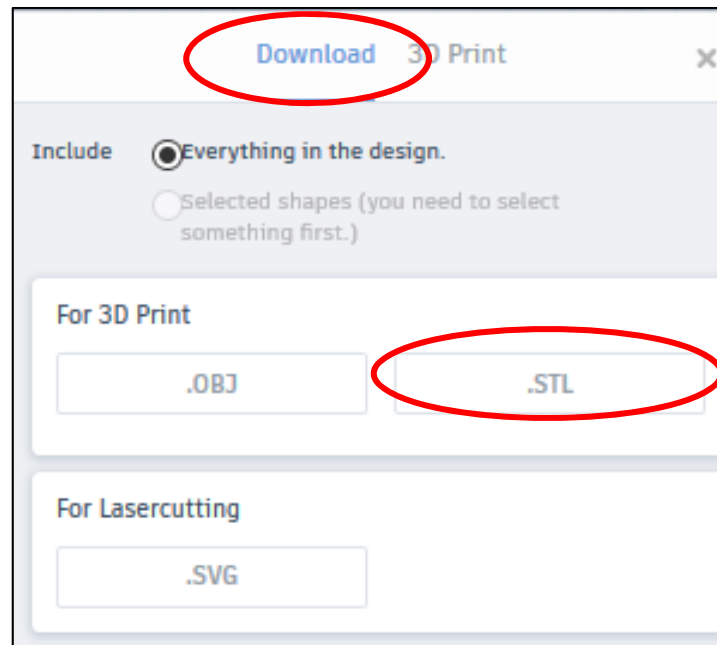 Download 3D Print ×
Include Everything in the design.
Selected shapes (you need to select
something first.)
For 3D Print
.OBJ .STL
For Lasercutting
.SVG